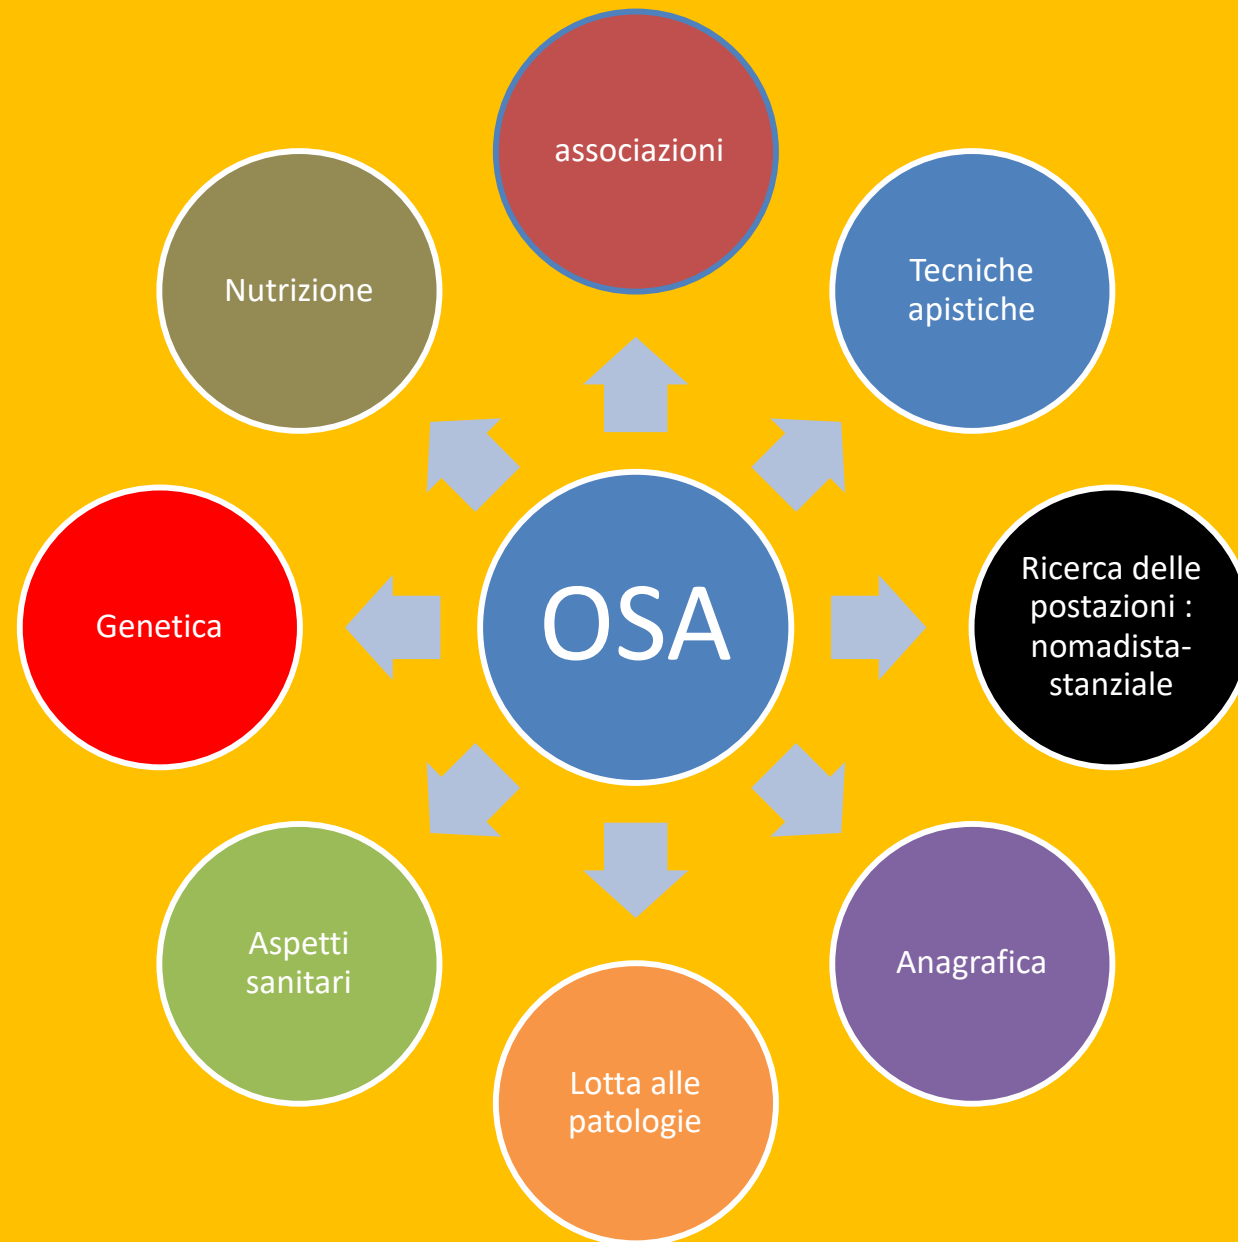 associazioni
Tecniche
apistiche
Ricerca delle
postazioni :
nomadista-
stanziale
Anagrafica
Lotta alle
patologie
Aspetti
sanitari
Genetica
Nutrizione
OSA